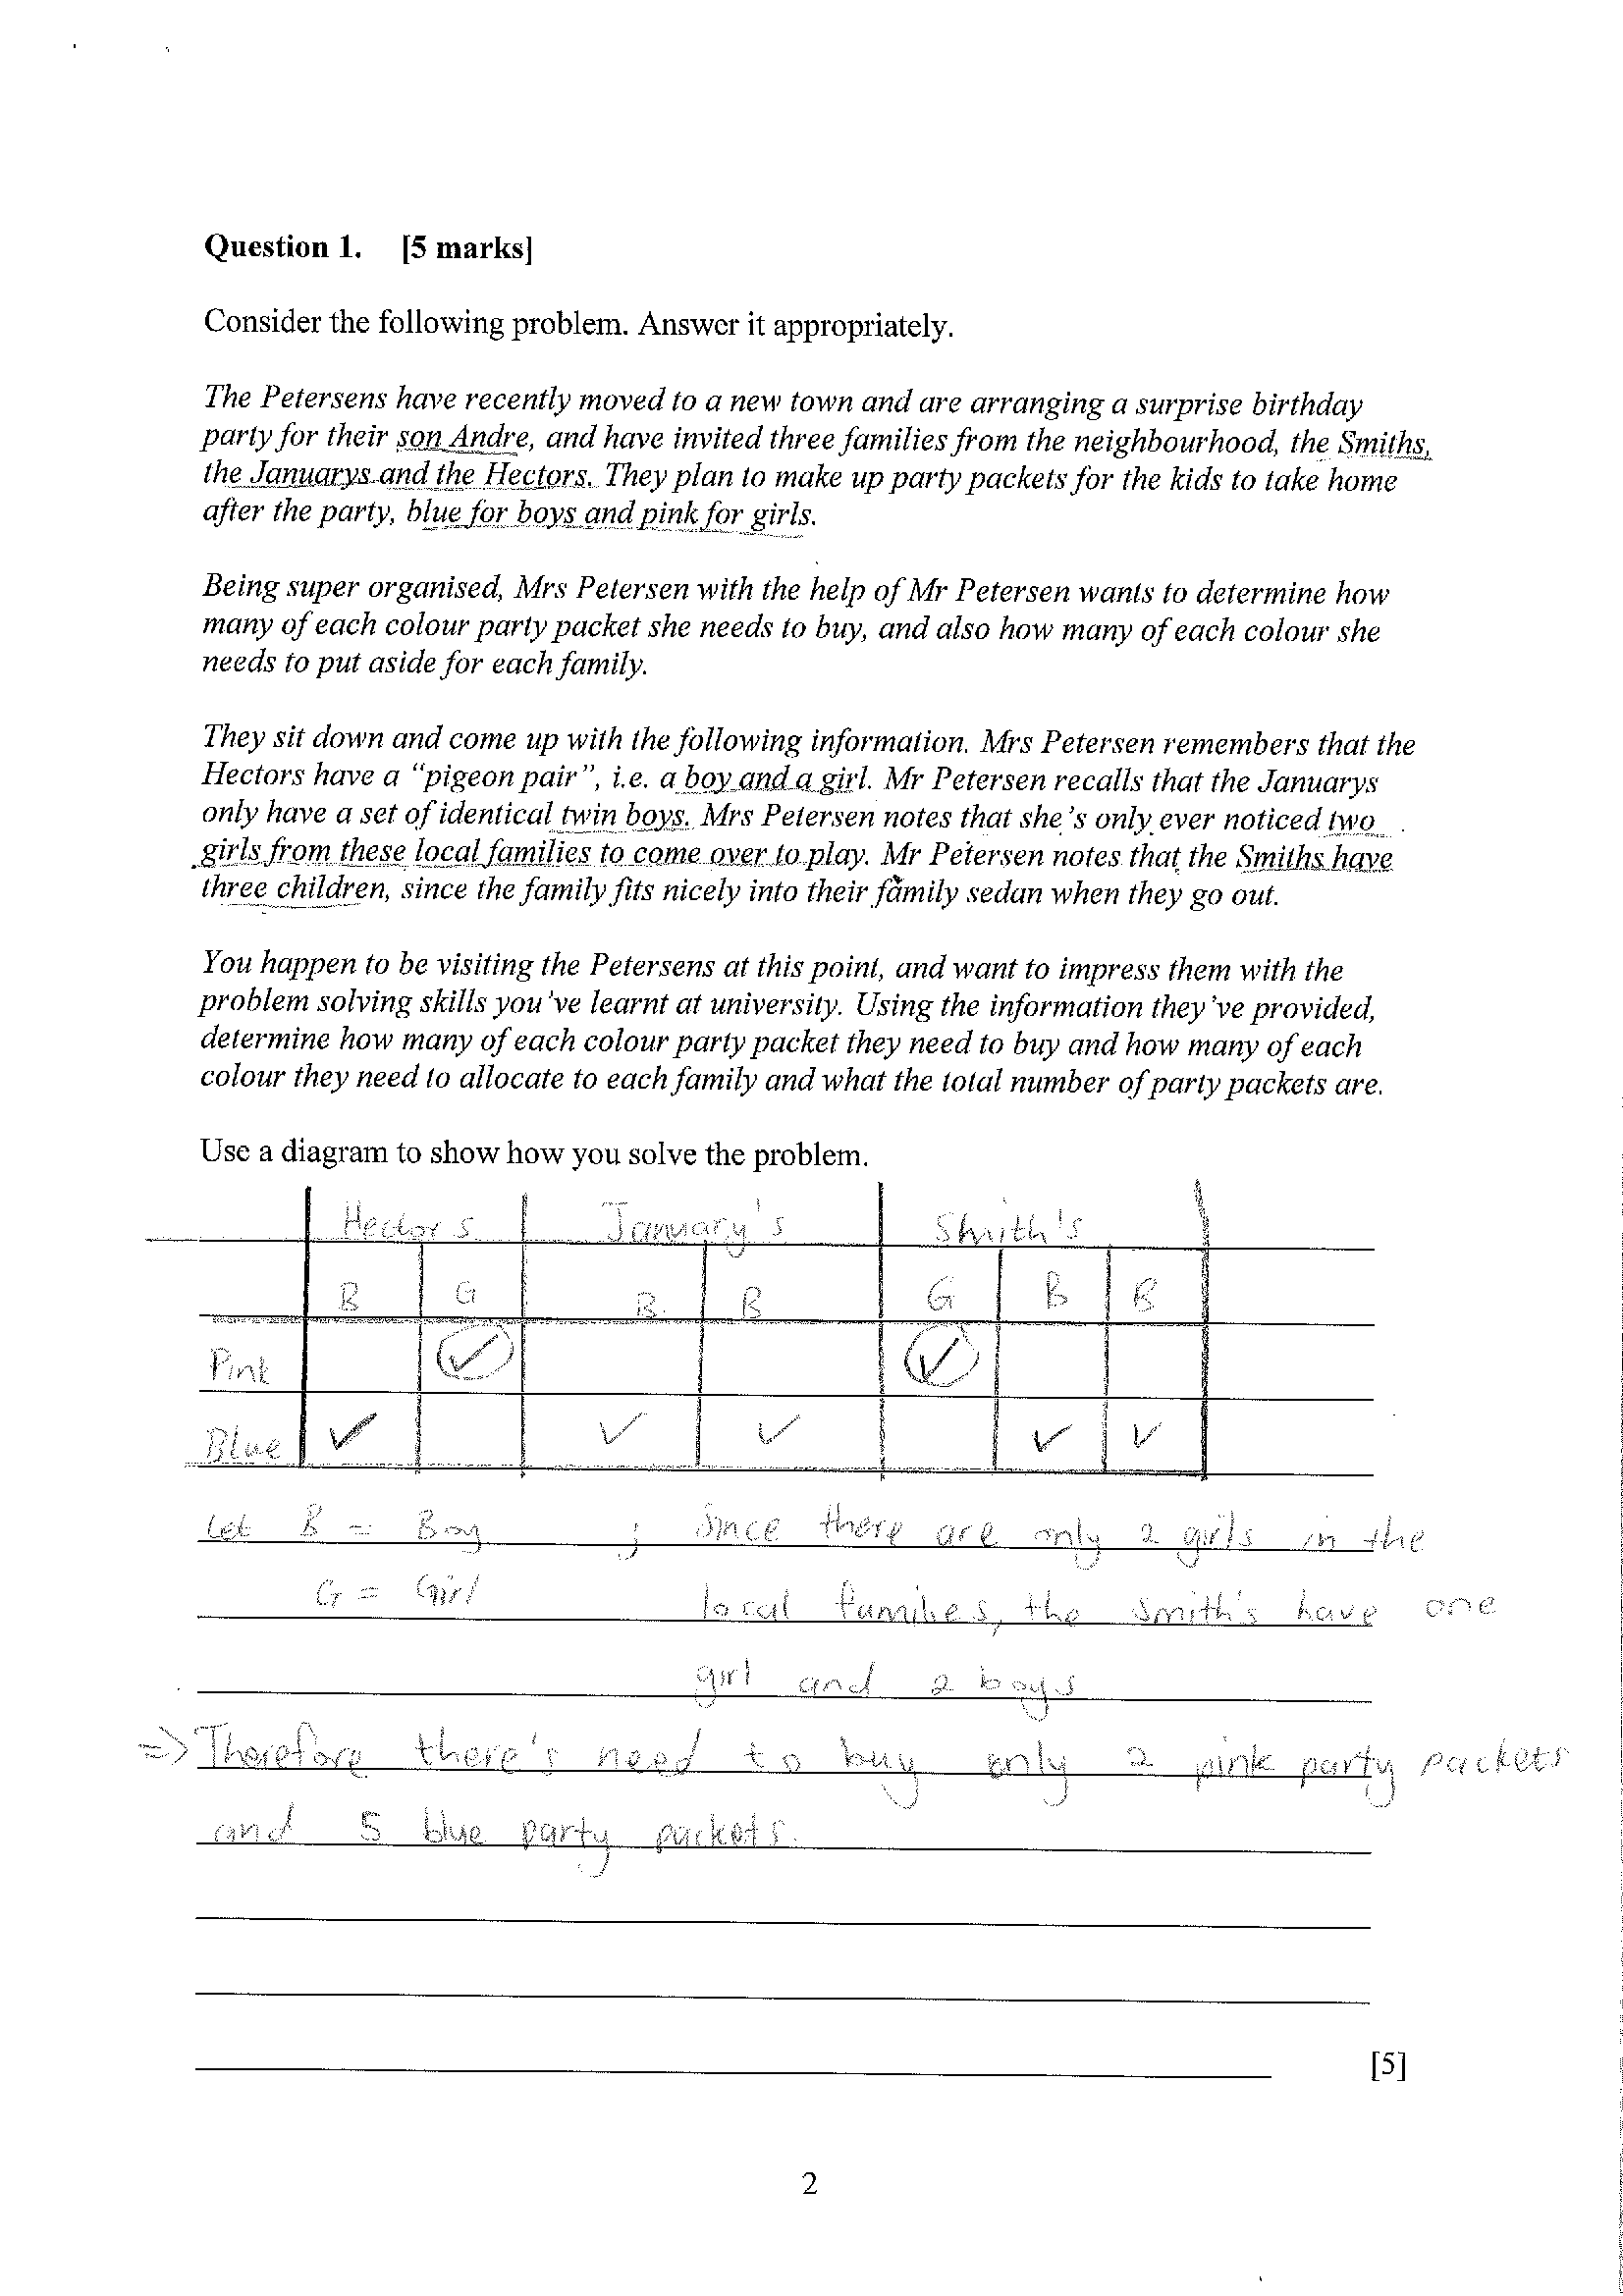 Question 1. [5 marks]
Consider the following problem. Answer it appropriately.
The Petersens have recently moved to a new town and are arranging a surprise birthday
party for their son Andre, and have invited three families from the neighbourhood, the Smiths,
the Januarys and the Hectors. They plan to make up party packets for the kids to take home
after the party, blue for boys and pink for girls.
Being super organised, Mrs Petersen with the help of Mr Petersen wants to determine how
many of each colour party packet she needs to buy, and also how many of each colour she
needs to put aside for each family.
They sit down and come up with the following information. Mrs Petersen remembers that the
Hectors have a “pigeon pair”, i.e. a boy and a girl. Mr Petersen recalls that the Januarys
only have a set of identical twin boys. Mrs Petersen notes that she's only ever noticed two
girls from these local families to come over to play. Mr Petersen notes that the Smiths have
three children, since the family fits nicely into their family sedan when they go out.
You happen to be visiting the Petersens at this point, and want to impress them with the
problem solving skills you've learnt at university. Using the information they've provided,
determine how many of each colour party packet they need to buy and how many of each
colour they need to allocate to each family and what the total number of party packets are.
Use a diagram to show how you solve the problem.
Hectors January's Smith's
B G B B G B B
Pink ✓ ✓
Blue ✓ ✓ ✓ ✓ ✓
Let B = Boy ; Since there are only 2 girls in the
G = Girl local families, the Smith's have one
girl and 2 boys
=> Therefore there's need to buy only 2 pink party packets
and 5 blue party packets.
[5]
2